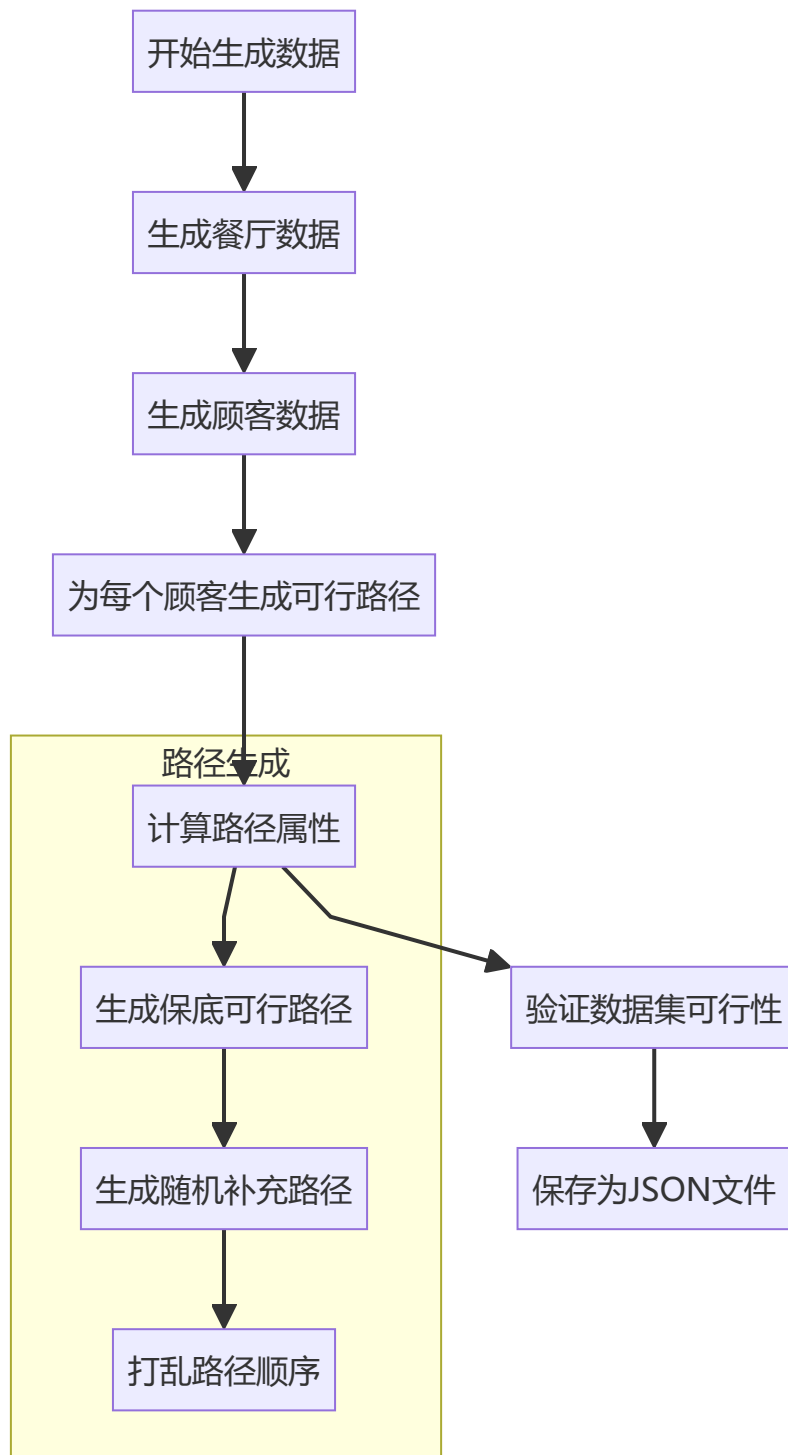 开始生成数据
生成餐厅数据
生成顾客数据
为每个顾客生成可行路径
路径生成
计算路径属性
生成保底可行路径
验证数据集可行性
生成随机补充路径
保存为JSON文件
打乱路径顺序